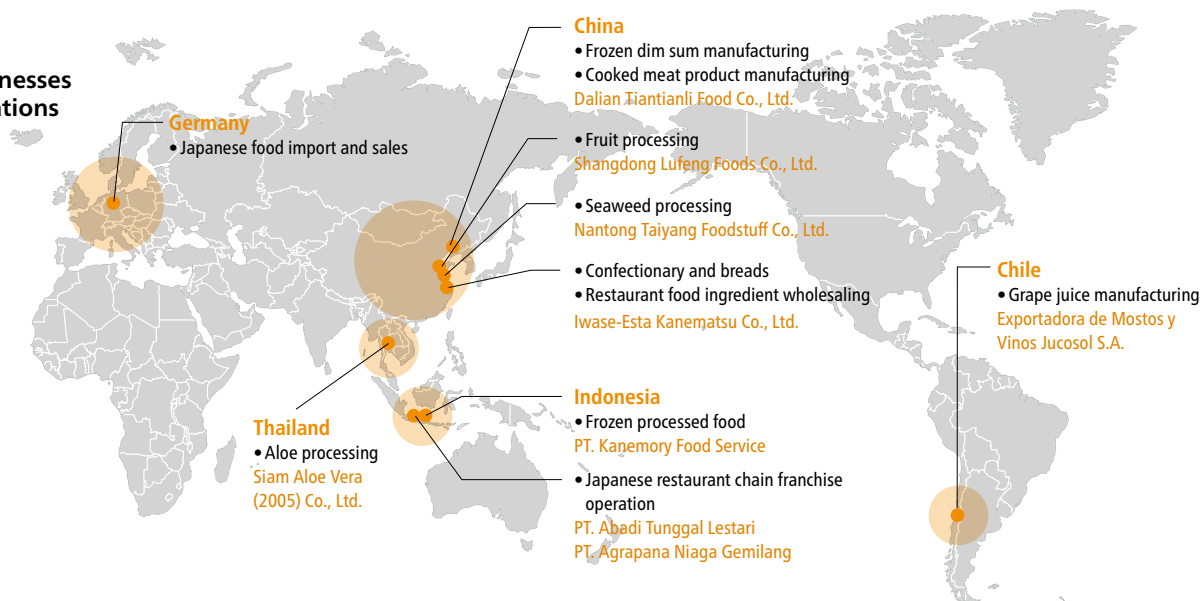 nesses
tions
Germany
• Japanese food import and sales
China
• Frozen dim sum manufacturing
• Cooked meat product manufacturing
Dalian Tiantianli Food Co., Ltd.
• Fruit processing
Shangdong Lufeng Foods Co., Ltd.
• Seaweed processing
Nantong Taiyang Foodstuff Co., Ltd.
• Confectionary and breads
• Restaurant food ingredient wholesaling
Iwase-Esta Kanematsu Co., Ltd.
Chile
• Grape juice manufacturing
Exportadora de Mostos y
Vinos Jucosol S.A.
Thailand
• Aloe processing
Siam Aloe Vera
(2005) Co., Ltd.
Indonesia
• Frozen processed food
PT. Kanemory Food Service
• Japanese restaurant chain franchise
operation
PT. Abadi Tunggal Lestari
PT. Agrapana Niaga Gemilang